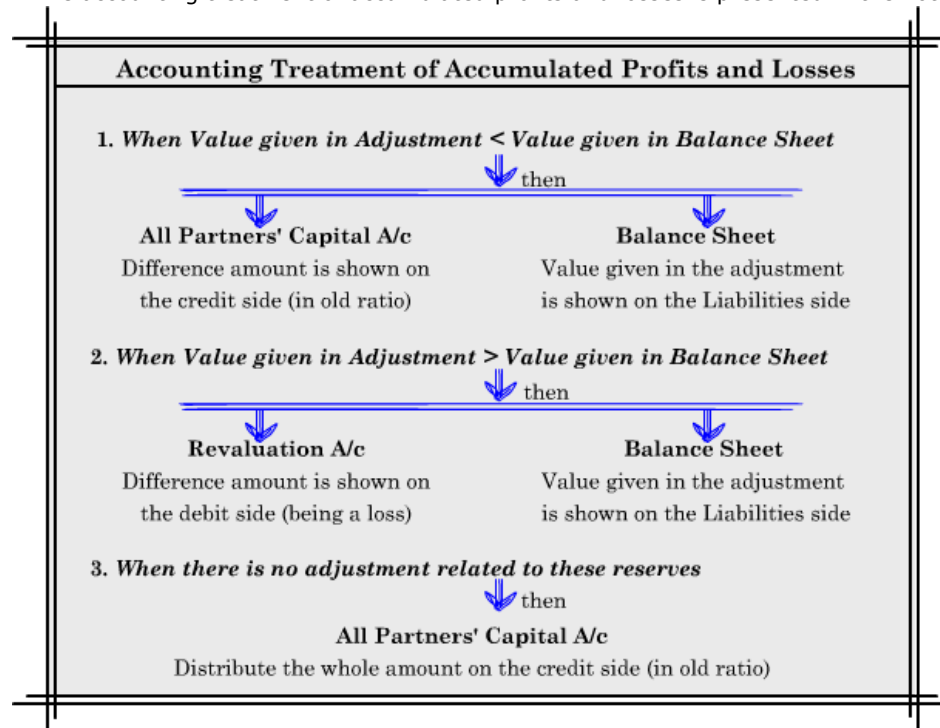 Accounting Treatment of Accumulated Profits and Losses
1. When Value given in Adjustment < Value given in Balance Sheet
then
All Partners' Capital A/c
Difference amount is shown on
the credit side (in old ratio)
Balance Sheet
Value given in the adjustment
is shown on the Liabilities side
2. When Value given in Adjustment > Value given in Balance Sheet
then
Revaluation A/c
Difference amount is shown on
the debit side (being a loss)
Balance Sheet
Value given in the adjustment
is shown on the Liabilities side
3. When there is no adjustment related to these reserves
then
All Partners' Capital A/c
Distribute the whole amount on the credit side (in old ratio)